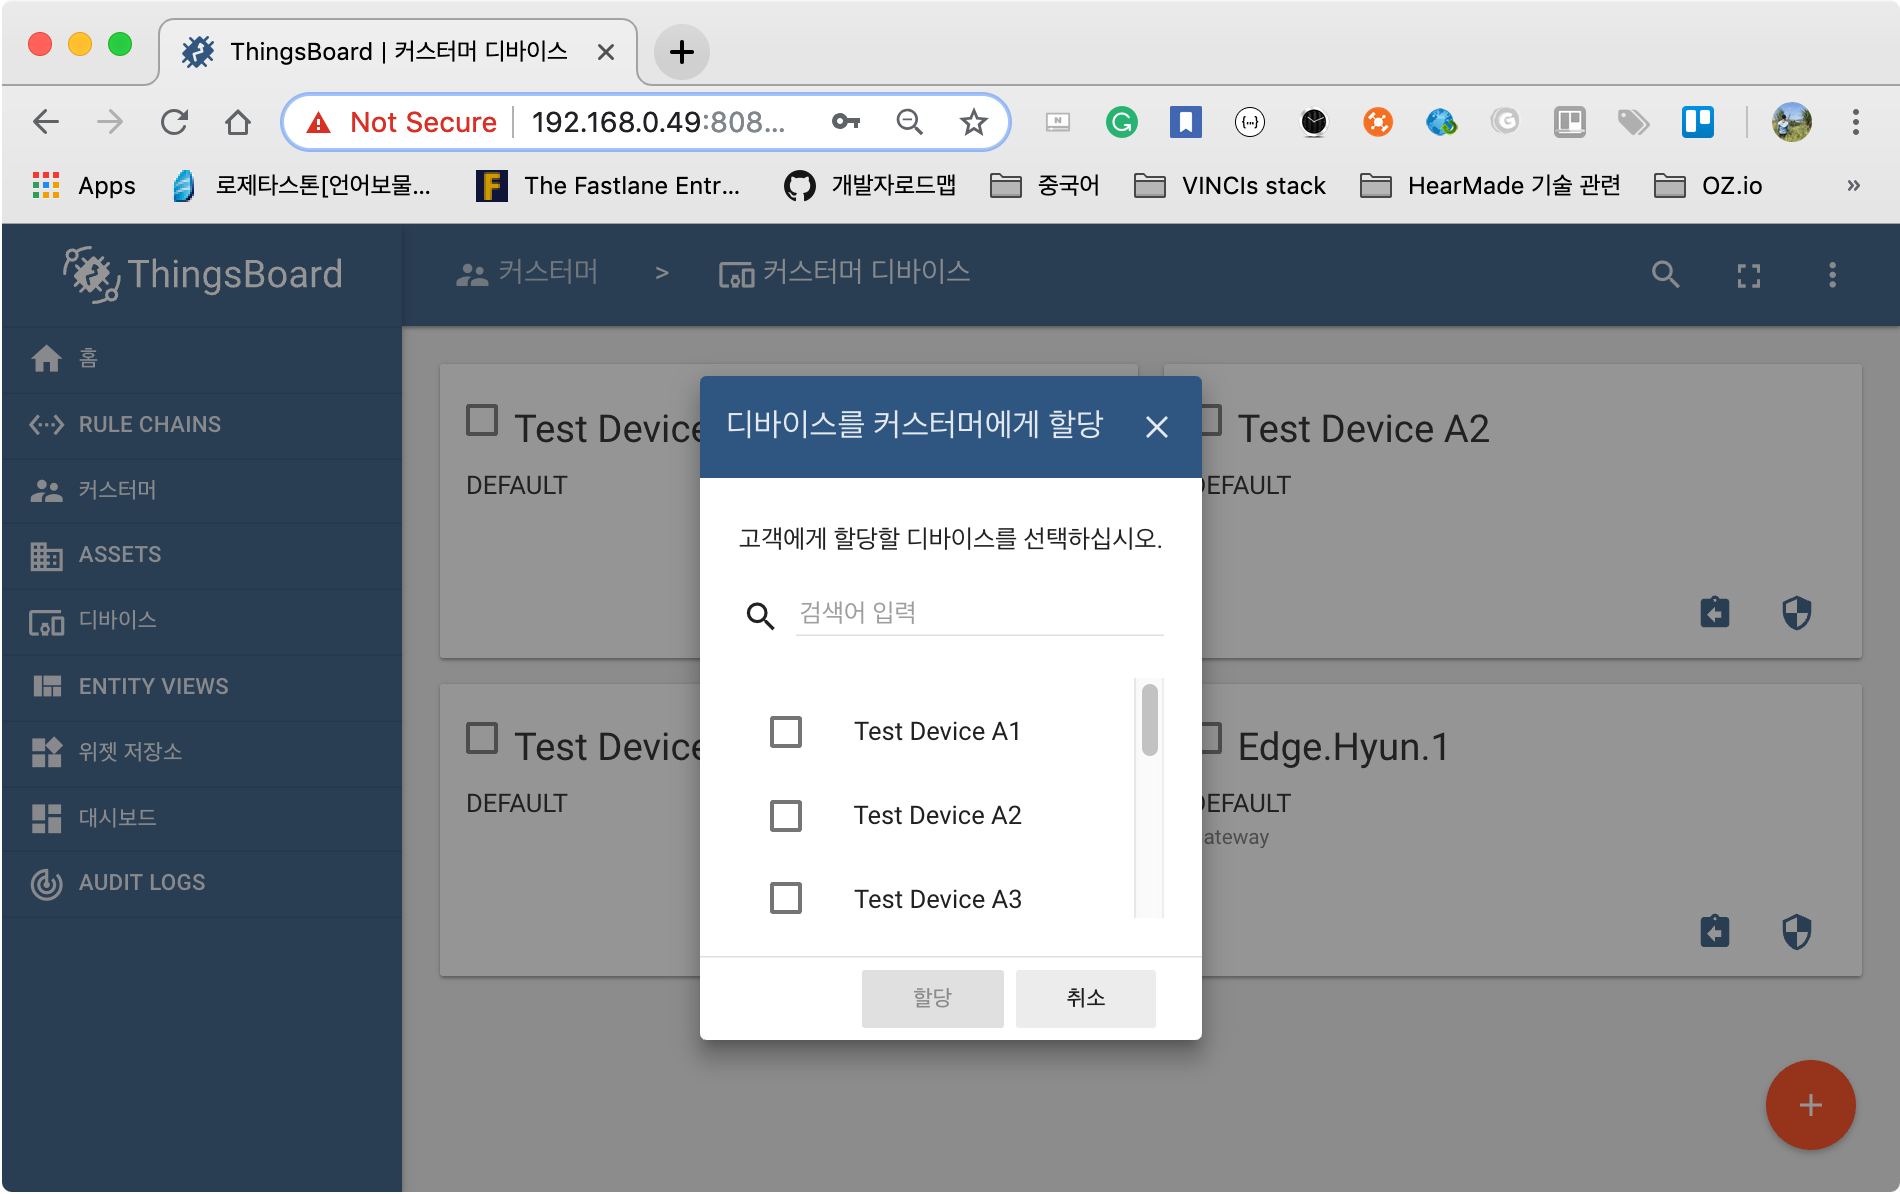 ThingsBoard | 커스터머 디바이스
Not Secure
192.168.0.49:808...
Apps
로제타스톤[언어보물...
The Fastlane Entr...
개발자로드맵
중국어
VINCIs stack
HearMade 기술 관련
OZ.io
»
ThingsBoard
커스터머 > 커스터머 디바이스
홈
RULE CHAINS
커스터머
ASSETS
디바이스
ENTITY VIEWS
위젯 저장소
대시보드
AUDIT LOGS
Test Device
DEFAULT
Test Device A2
DEFAULT
Test Device
DEFAULT
Edge.Hyun.1
DEFAULT
ateway
디바이스를 커스터머에게 할당
고객에게 할당할 디바이스를 선택하십시오.
검색어 입력
Test Device A1
Test Device A2
Test Device A3
할당
취소